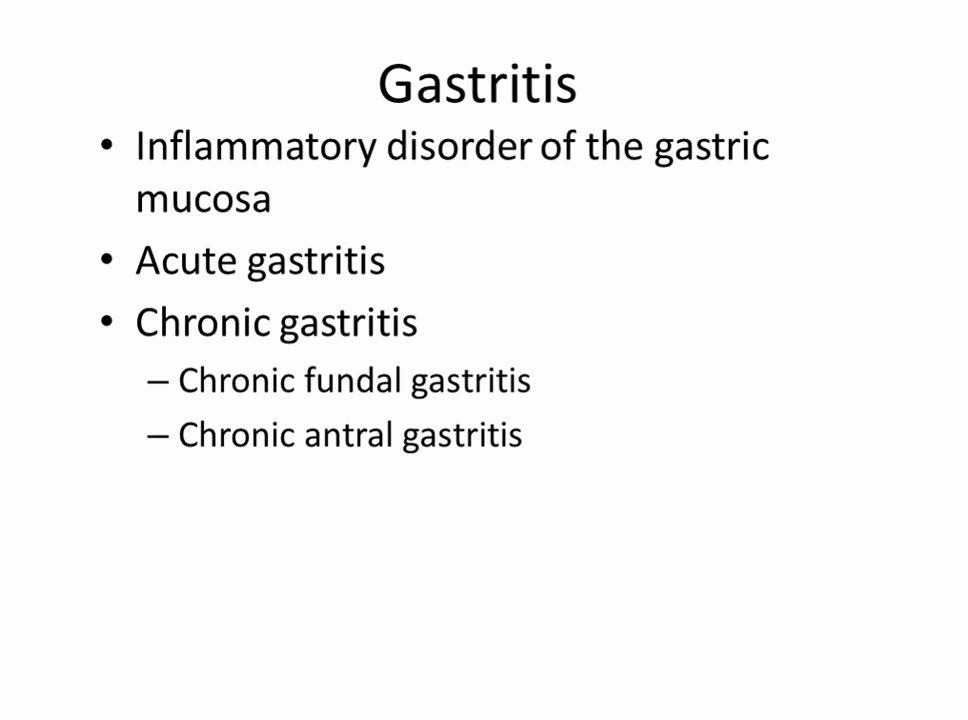 Gastritis
• Inflammatory disorder of the gastric
mucosa
• Acute gastritis
• Chronic gastritis
– Chronic fundal gastritis
– Chronic antral gastritis